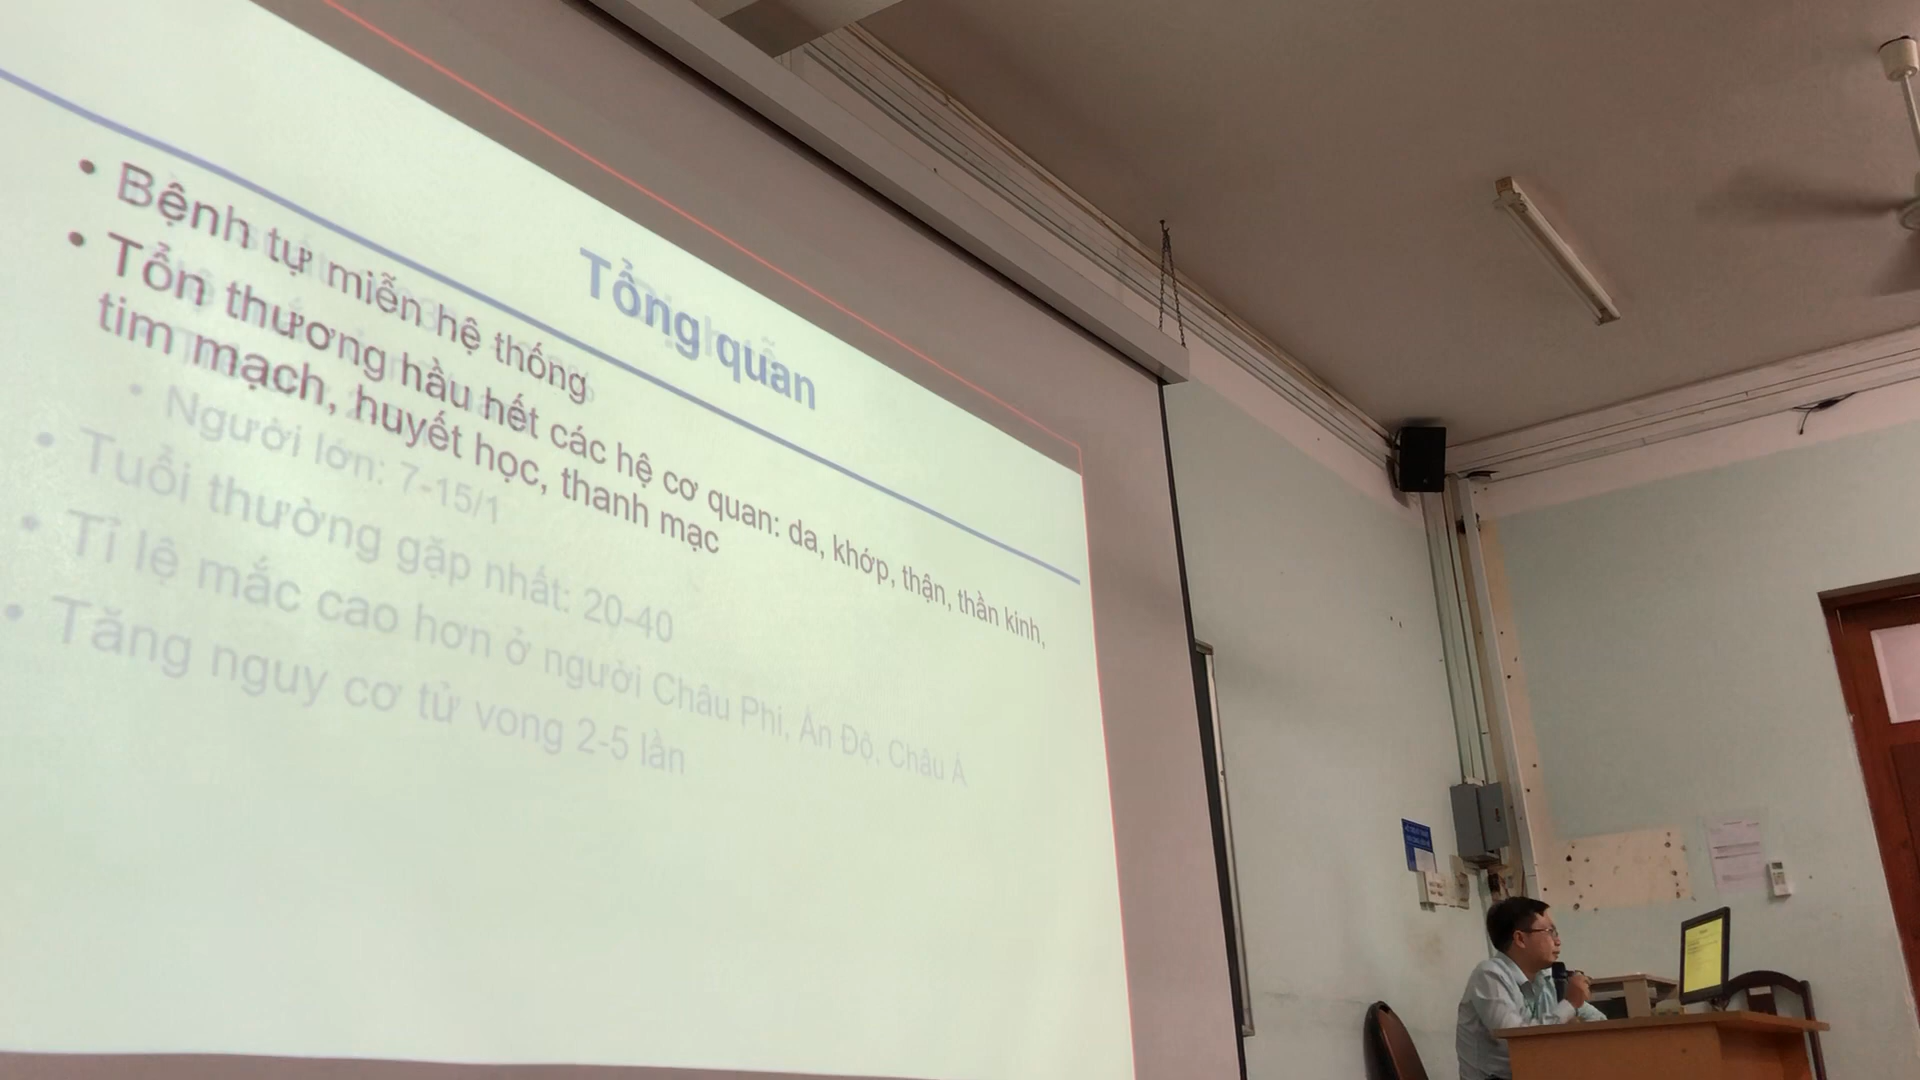 Tổng quan
• Bệnh tự miễn hệ thống
• Tổn thương hầu hết các hệ cơ quan: da, khớp, thận, thần kinh,
tim mạch, huyết học, thanh mạc
• Người lớn: 7-15/1
• Tuổi thường gặp nhất: 20-40
• Tỉ lệ mắc cao hơn ở người Châu Phi, Ấn Độ, Châu Á
• Tăng nguy cơ tử vong 2-5 lần